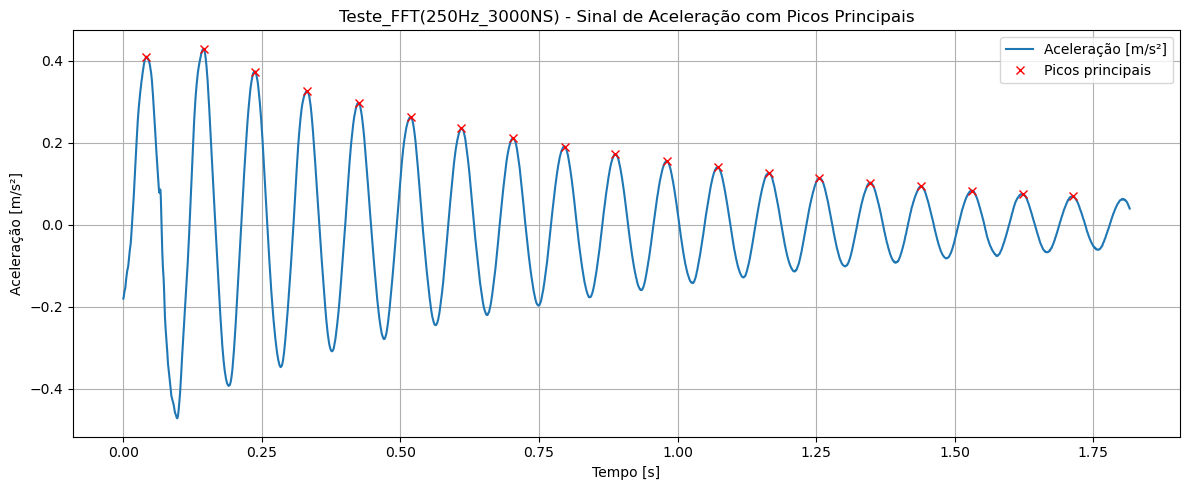 Teste_FFT(250Hz_3000NS) - Sinal de Aceleração com Picos Principais
Aceleração [m/s²]
Picos principais
Aceleração [m/s²]
0.4
0.2
0.0
−0.2
−0.4
0.00 0.25 0.50 0.75 1.00 1.25 1.50 1.75
Tempo [s]